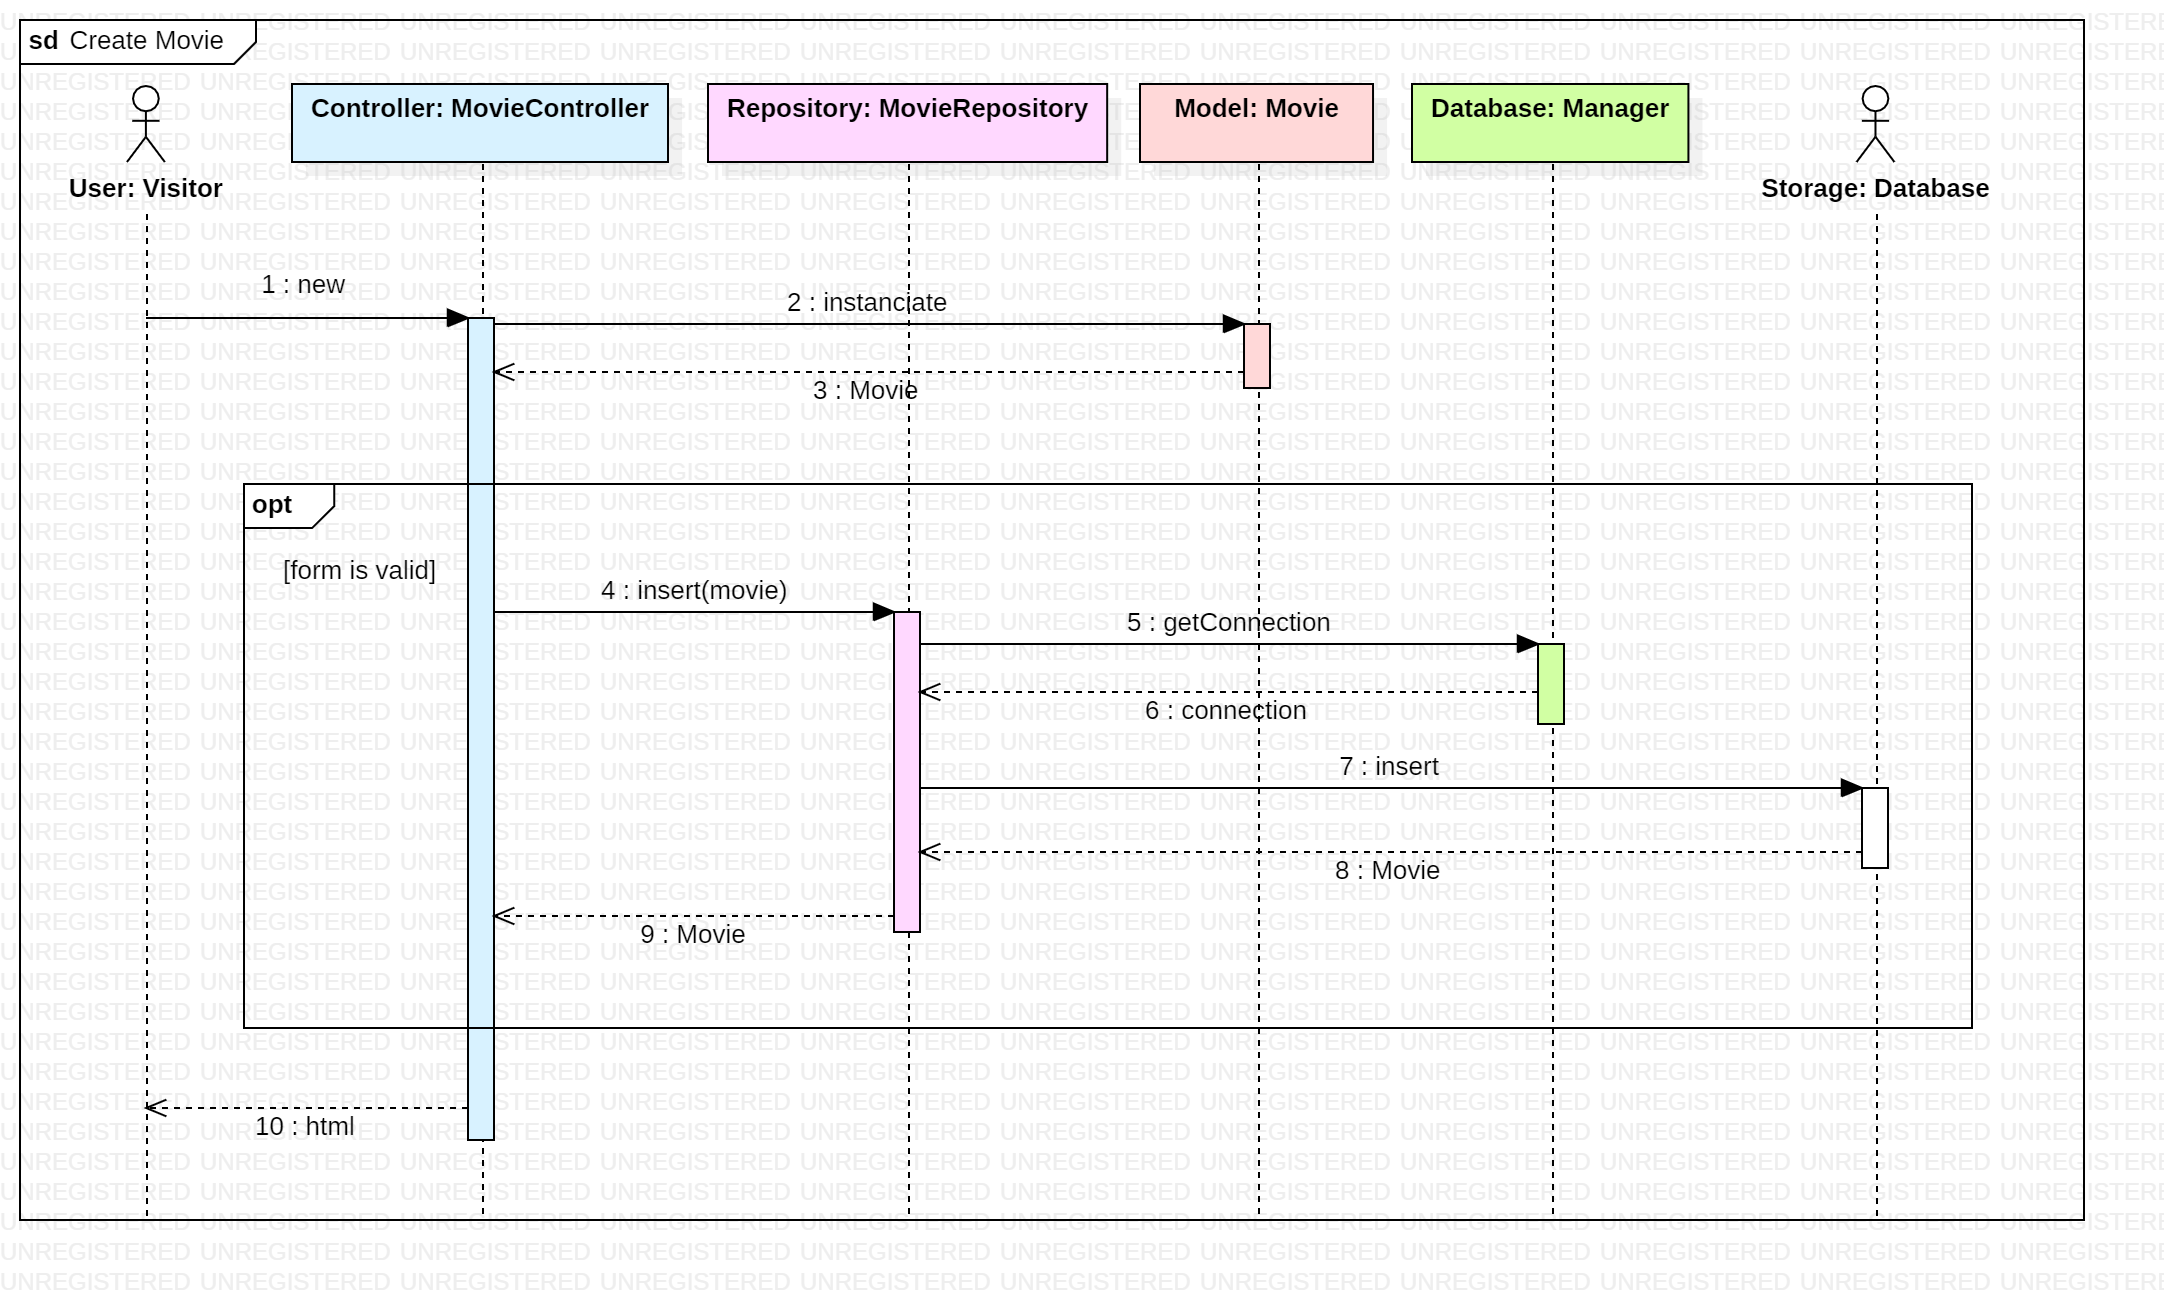 sd Create Movie
Controller: MovieController
Repository: MovieRepository
Model: Movie
Database: Manager
User: Visitor
Storage: Database
1 : new
2 : instanciate
3 : Movie
opt
[form is valid]
4 : insert(movie)
5 : getConnection
6 : connection
7 : insert
8 : Movie
9 : Movie
10 : html
UNREGISTERED